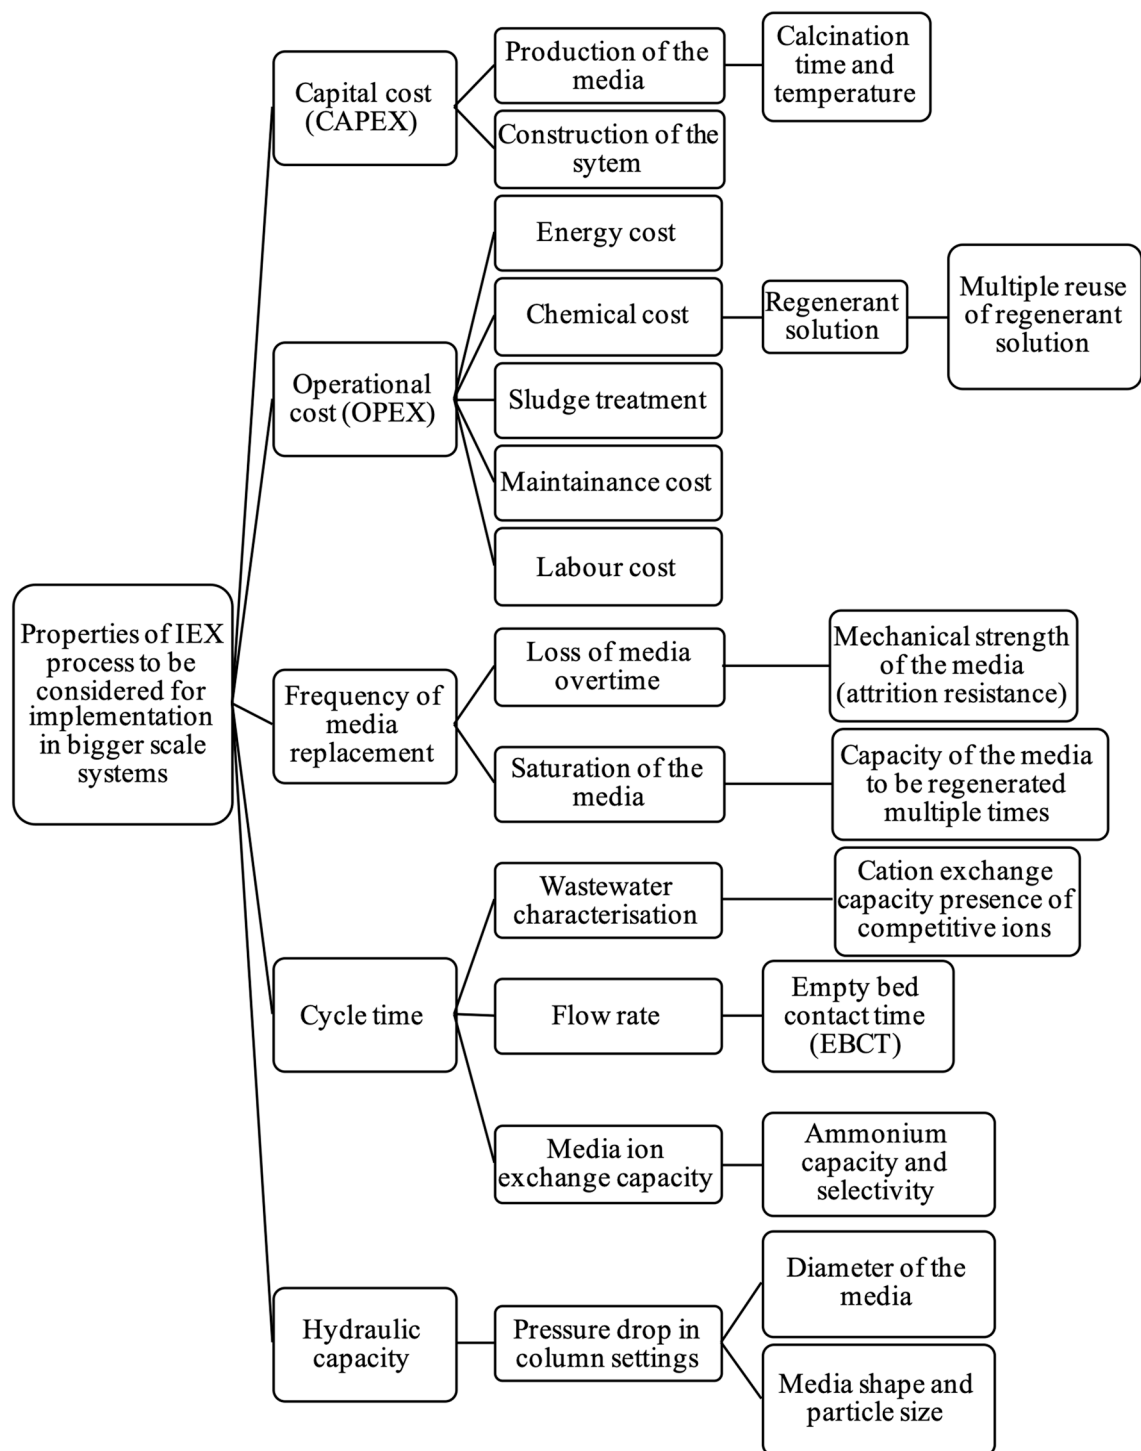 Properties of IEX
process to be
considered for
implementation
in bigger scale
systems
Capital cost
(CAPEX)
Production of the
media
Calcination
time and
temperature
Construction of the
sytem
Operational
cost (OPEX)
Energy cost
Chemical cost
Regenerant
solution
Multiple reuse
of regenerant
solution
Sludge treatment
Maintainance cost
Labour cost
Frequency of
media
replacement
Loss of media
overtime
Mechanical strength
of the media
(attrition resistance)
Saturation of the
media
Capacity of the media
to be regenerated
multiple times
Cycle time
Wastewater
characterisation
Cation exchange
capacity presence of
competitive ions
Flow rate
Empty bed
contact time
(EBCT)
Media ion
exchange capacity
Ammonium
capacity and
selectivity
Hydraulic
capacity
Pressure drop in
column settings
Diameter of the
media
Media shape and
particle size